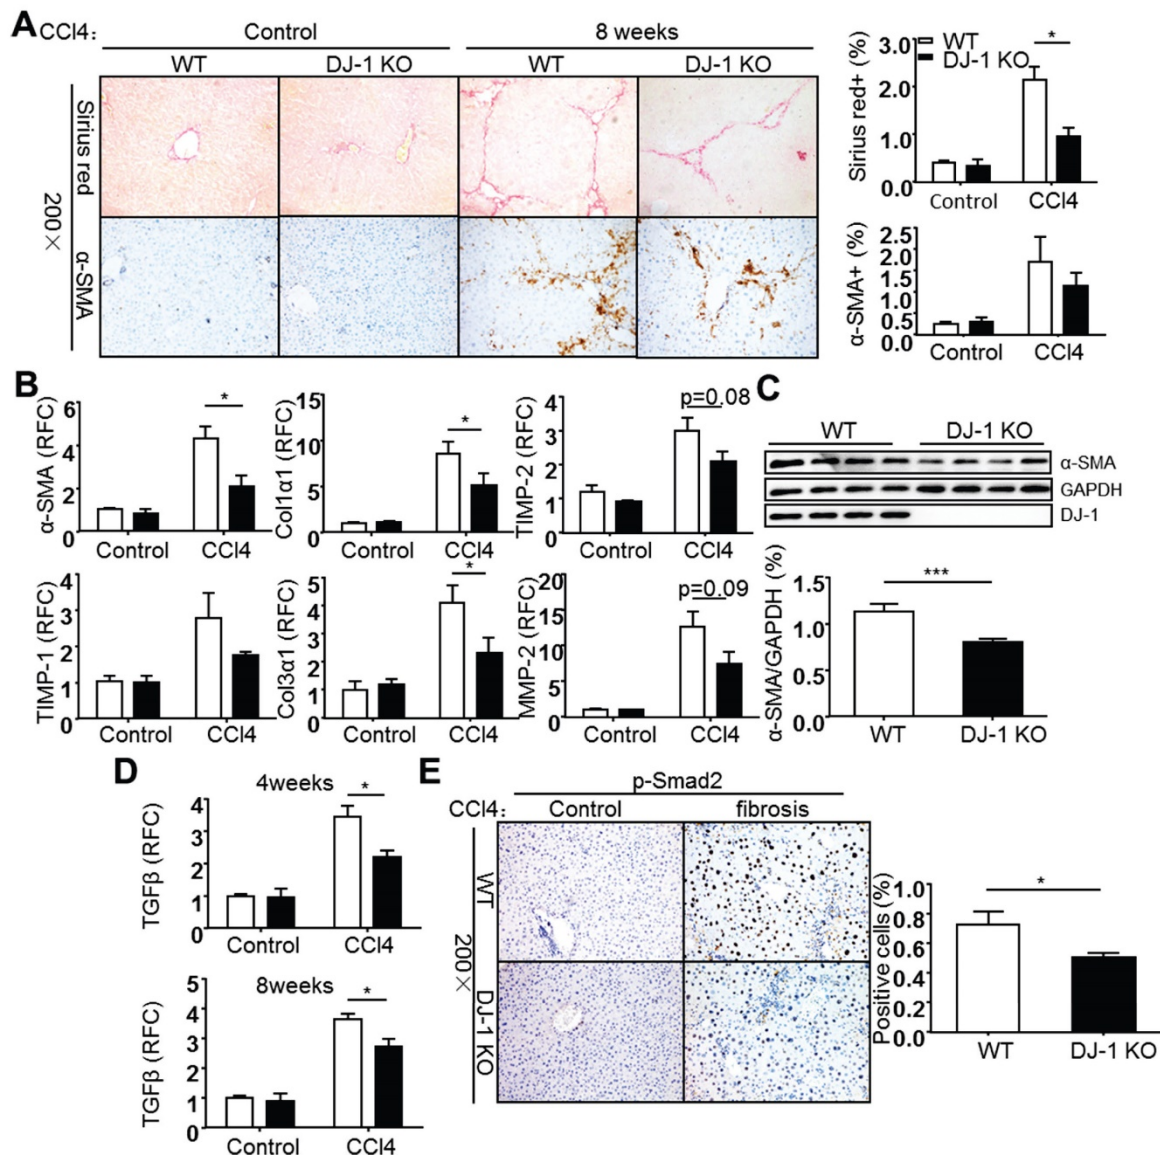 A
CCl4:
Control
8 weeks
WT
DJ-1 KO
WT
DJ-1 KO
Sirius red
α-SMA
200×
Sirius red+ (%)
3.0
2.0
1.0
0.0
WT
DJ-1 KO
*
Control
CCl4
α-SMA+ (%)
2.5
2.0
1.5
1.0
0.5
0.0
Control
CCl4
B
α-SMA (RFC)
6
4
2
0
*
Control
CCl4
Col1α1 (RFC)
15
10
5
0
*
Control
CCl4
TIMP-2 (RFC)
4
3
2
1
0
p=0.08
Control
CCl4
TIMP-1 (RFC)
4
3
2
1
0
Control
CCl4
Col3α1 (RFC)
5
4
3
2
1
0
*
Control
CCl4
MMP-2 (RFC)
20
15
10
5
0
p=0.09
Control
CCl4
C
WT
DJ-1 KO
α-SMA
GAPDH
DJ-1
α-SMA/GAPDH (%)
1.5
1.0
0.5
0.0
***
WT
DJ-1 KO
D
4weeks
TGFβ (RFC)
4
3
2
1
0
*
Control
CCl4
8weeks
TGFβ (RFC)
5
4
3
2
1
0
*
Control
CCl4
E
p-Smad2
CCl4:
Control
fibrosis
WT
DJ-1 KO
200×
Positive cells (%)
1.0
0.8
0.6
0.4
0.2
0.0
*
WT
DJ-1 KO